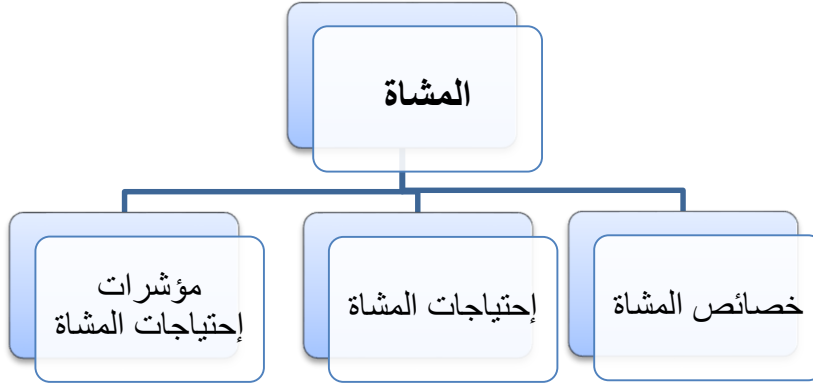 المشاة
خصائص المشاة
إحتياجات المشاة
مؤشرات
إحتياجات المشاة